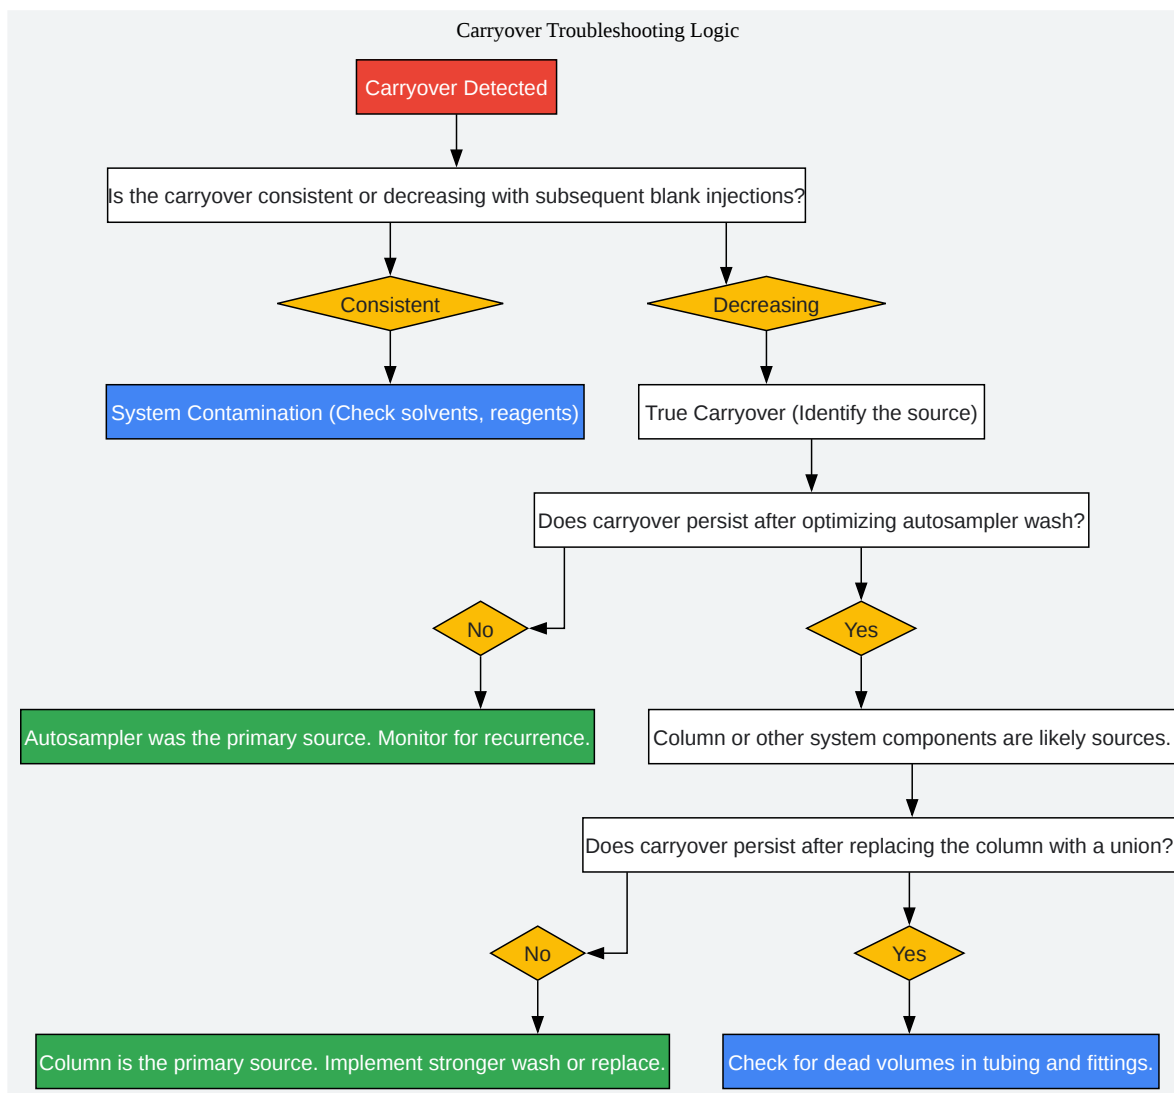 Carryover Troubleshooting Logic
Carryover Detected
Is the carryover consistent or decreasing with subsequent blank injections?
Consistent
Decreasing
System Contamination (Check solvents, reagents)
True Carryover (Identify the source)
Does carryover persist after optimizing autosampler wash?
No
Yes
Autosampler was the primary source. Monitor for recurrence.
Column or other system components are likely sources.
Does carryover persist after replacing the column with a union?
No
Yes
Column is the primary source. Implement stronger wash or replace.
Check for dead volumes in tubing and fittings.